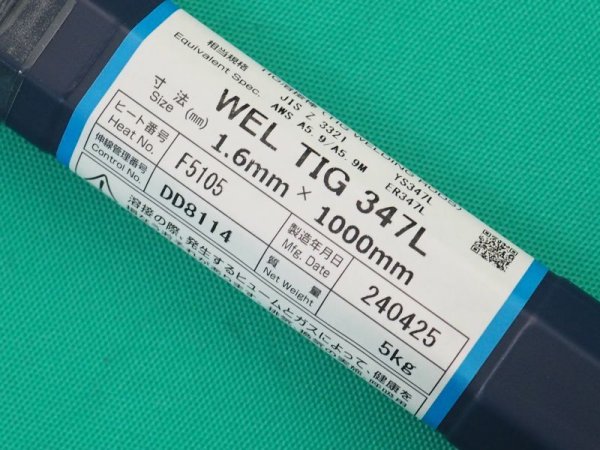 相当規格 JIS Z 3321 YS347L
Equivalent Spec. AWS A5.9/A5.9M ER347L
WEL TIG 347L
寸法 Size (mm) 1.6mm × 1000mm
ヒート番号 Heat No. F5105
製造年月日 Mfg. Date 240425
伸線管理番号 Control No. DD8114
質量 Net Weight 5kg
溶接の際、発生するヒュームとガスによって、健康を